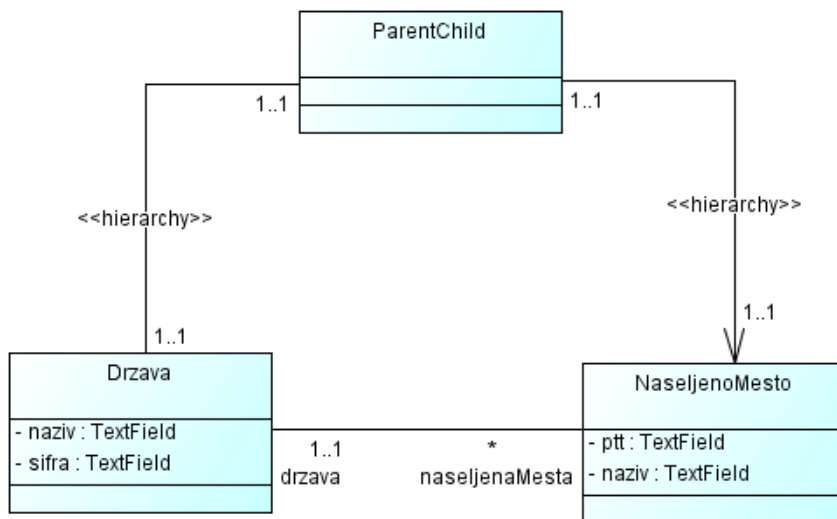 ParentChild
1..1
1..1
<<hierarchy>>
<<hierarchy>>
1..1
1..1
Drzava
- naziv : TextField
- sifra : TextField
NaseljenoMesto
- ptt : TextField
- naziv : TextField
1..1
*
drzava
naseljenaMesta